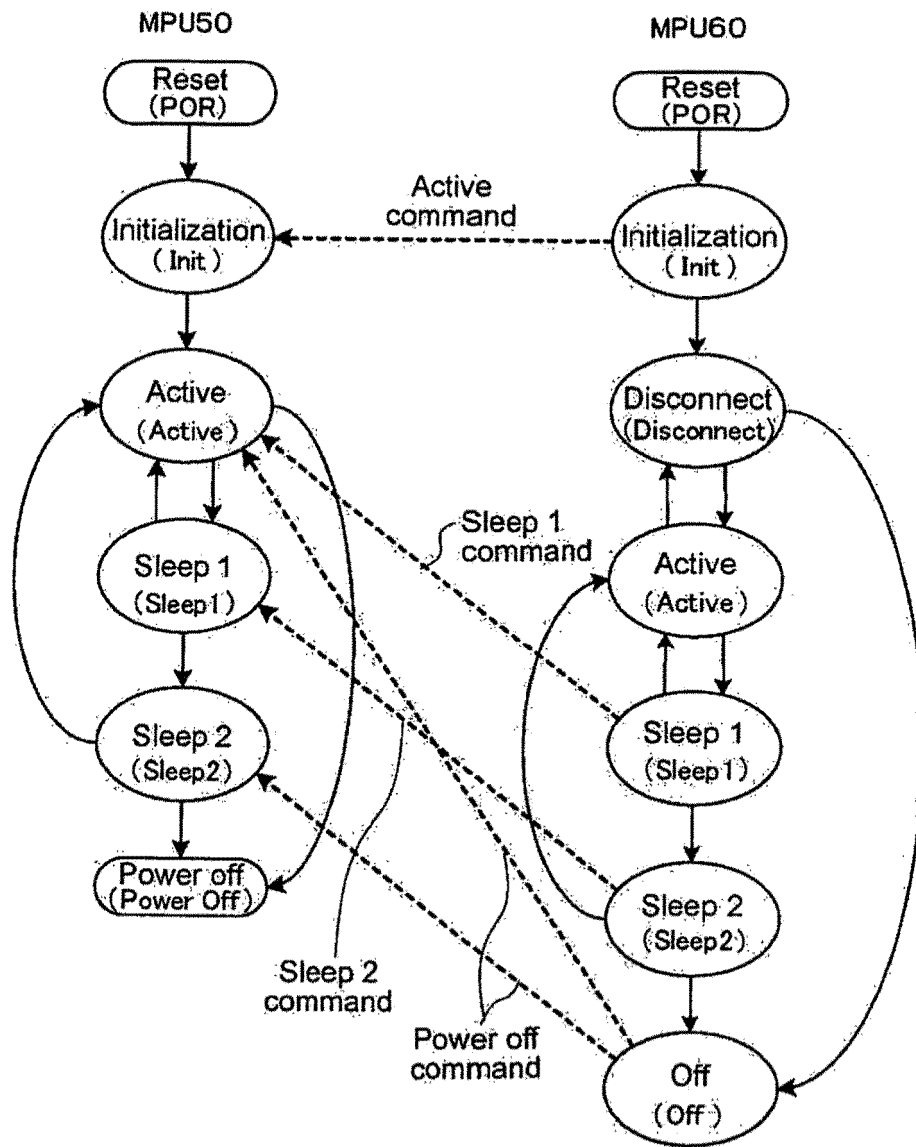 MPU50
Reset
(POR)
Initialization
(Init)
Active
(Active)
Sleep 1
(Sleep1)
Sleep 2
(Sleep2)
Power off
(Power Off)
Active
command
Sleep 1
command
Sleep 2
command
Power off
command
MPU60
Reset
(POR)
Initialization
(Init)
Disconnect
(Disconnect)
Active
(Active)
Sleep 1
(Sleep1)
Sleep 2
(Sleep2)
Off
(Off)